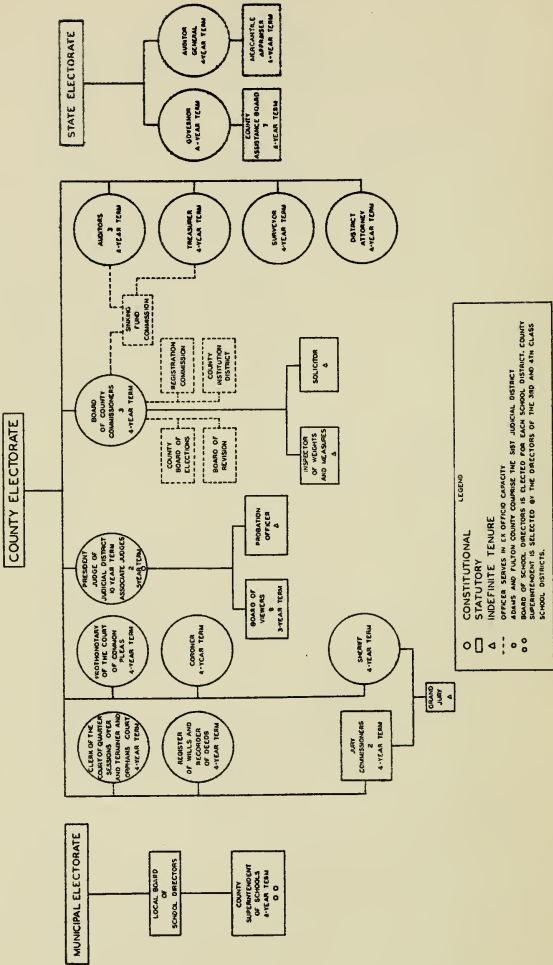 COUNTY ELECTORATE
MUNICIPAL ELECTORATE
LOCAL BOARD
OF
SCHOOL DIRECTORS
COUNTY
SUPERINTENDENT
OF SCHOOLS
4-YEAR TERM
O O
CLERK OF THE
COURT OF QUARTER
SESSIONS OYER
AND TERMINER AND
ORPHANS COURT
4-YEAR TERM
PROTHONOTARY
OF THE COURT
OF COMMON
PLEAS
4-YEAR TERM
REGISTER
OF WILLS AND
RECORDER
OF DEEDS
4-YEAR TERM
CORONER
4-YEAR TERM
JURY
COMMISSIONERS
2
4-YEAR TERM
SHERIFF
4-YEAR TERM
GRAND
JURY
Δ
PRESIDENT
JUDGE OF
JUDICIAL DISTRICT
10 YEAR TERM
ASSOCIATE JUDGES
2
TERM
O
BOARD OF
VIEWERS
3-YEAR TERM
PROBATION
OFFICER
Δ
BOARD
OF COUNTY
COMMISSIONERS
3
4-YEAR TERM
SINKING
FUND
COMMISSION
COUNTY
BOARD OF
ELECTIONS
REGISTRATION
COMMISSION
BOARD OF
REVISION
COUNTY
INSTITUTION
DISTRICT
INSPECTOR
OF WEIGHTS
AND MEASURES
Δ
SOLICITOR
Δ
AUDITORS
3
4-YEAR TERM
TREASURER
4-YEAR TERM
SURVEYOR
4-YEAR TERM
DISTRICT
ATTORNEY
4-YEAR TERM
STATE ELECTORATE
GOVERNOR
4-YEAR TERM
AUDITOR
GENERAL
4-YEAR TERM
COUNTY
ASSISTANCE BOARD
7
MERCANTILE
APPRAISER
4-YEAR TERM
LEGEND
CONSTITUTIONAL
STATUTORY
Δ INDEFINITE TENURE
--- OFFICER SERVES IN EX OFFICIO CAPACITY
O ADAMS AND FULTON COUNTY COMPRISE THE 51ST JUDICIAL DISTRICT
O O BOARD OF SCHOOL DIRECTORS IS ELECTED FOR EACH SCHOOL DISTRICT. COUNTY
SUPERINTENDENT IS SELECTED BY THE DIRECTORS OF THE 3RD AND 4TH CLASS
SCHOOL DISTRICTS.